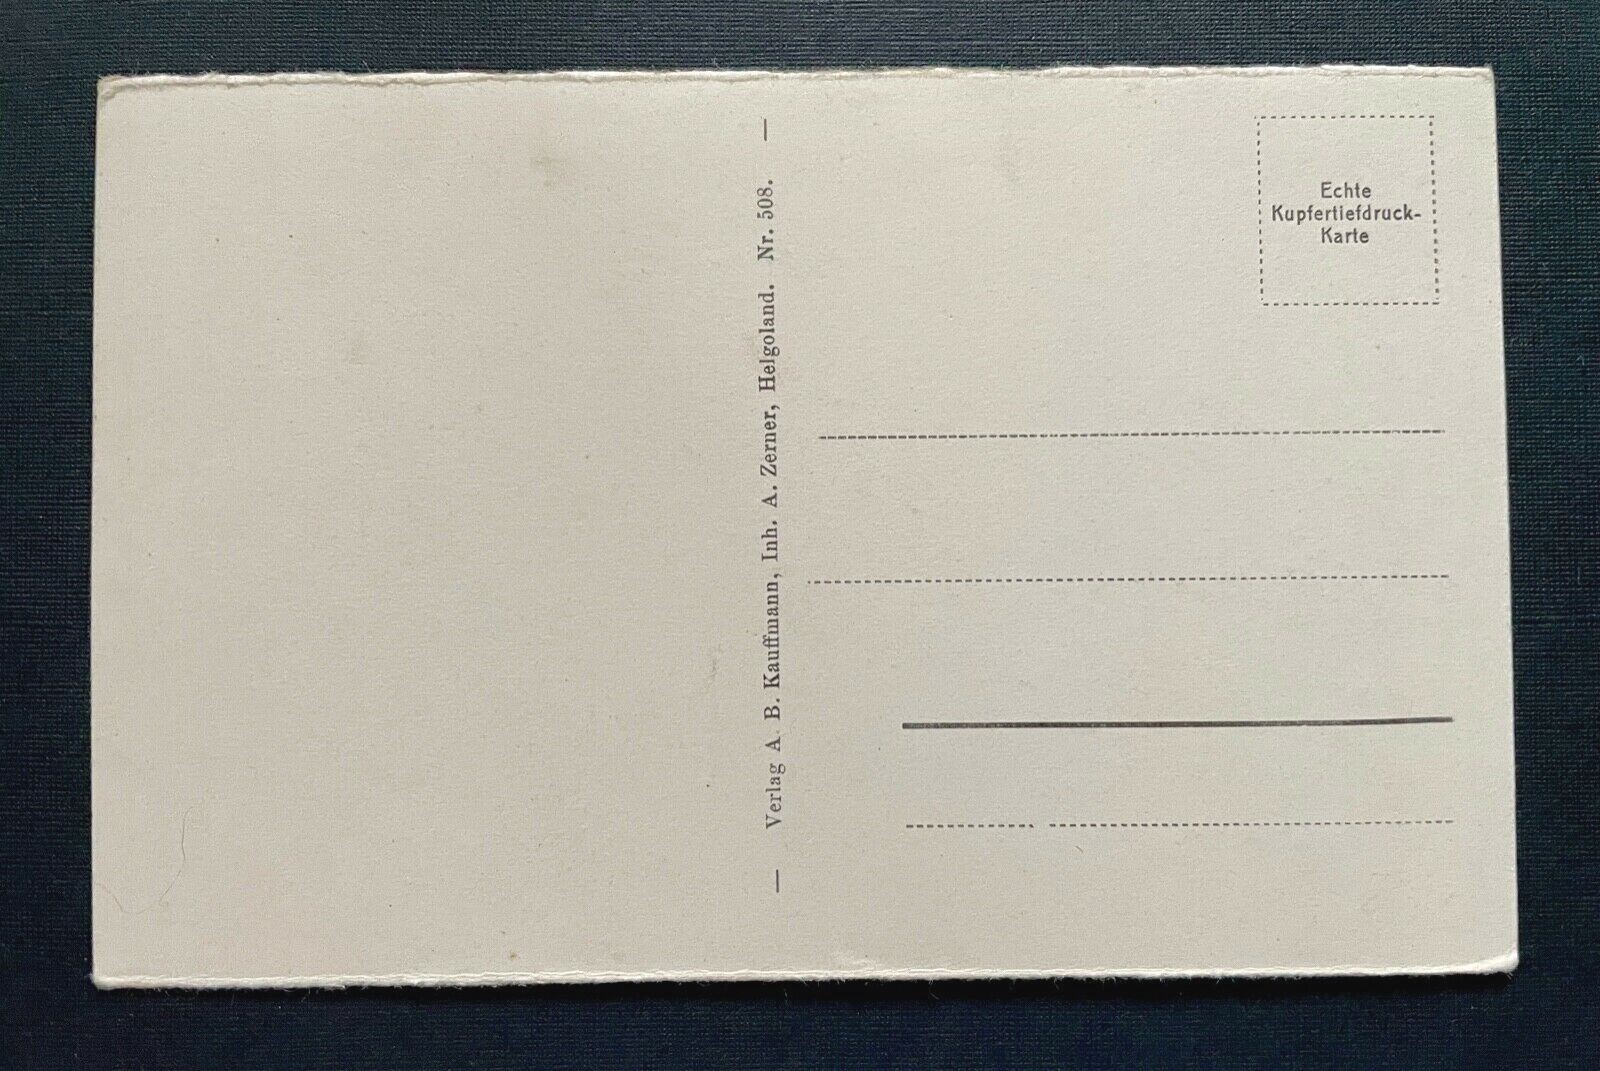 — Verlag A. B. Kauffmann, Inh. A. Zerner, Helgoland. Nr. 508. —
Echte
Kupfertiefdruck-
Karte